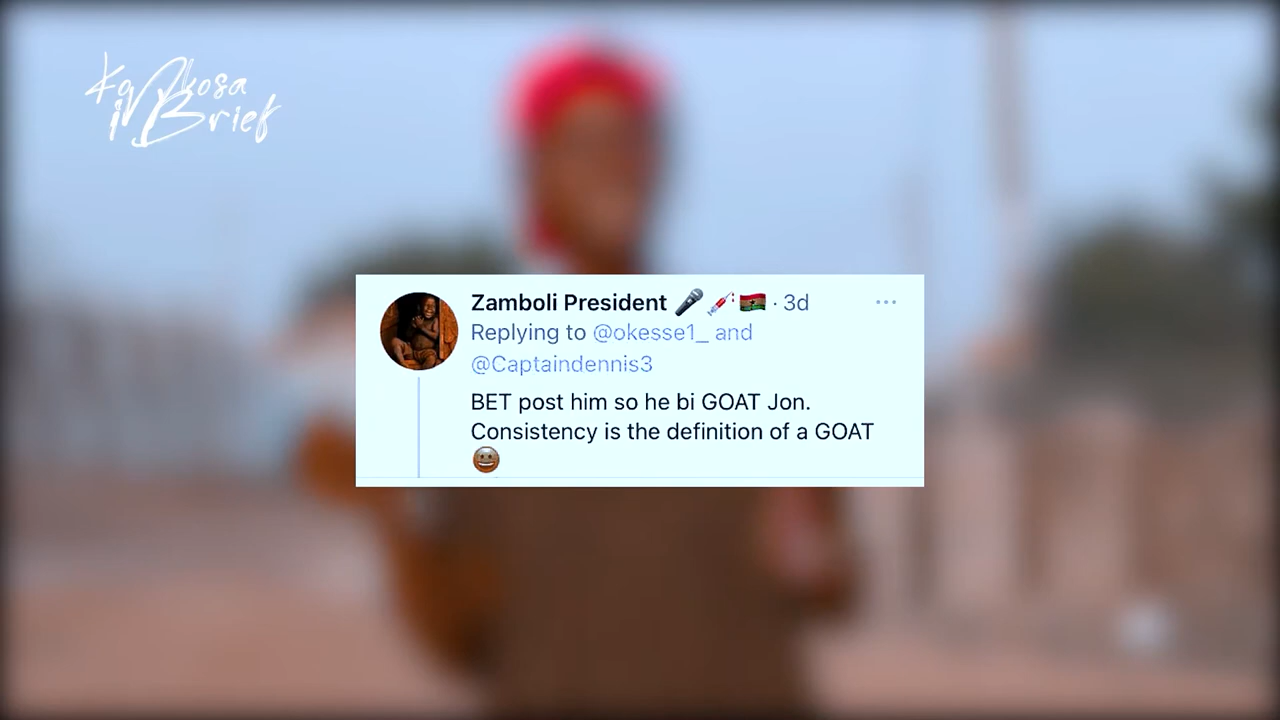 Konkosa
in Brief
Zamboli President 🎤💉🇬🇭 · 3d
Replying to @okesse1_ and
@Captaindennis3
BET post him so he bi GOAT Jon.
Consistency is the definition of a GOAT
😀